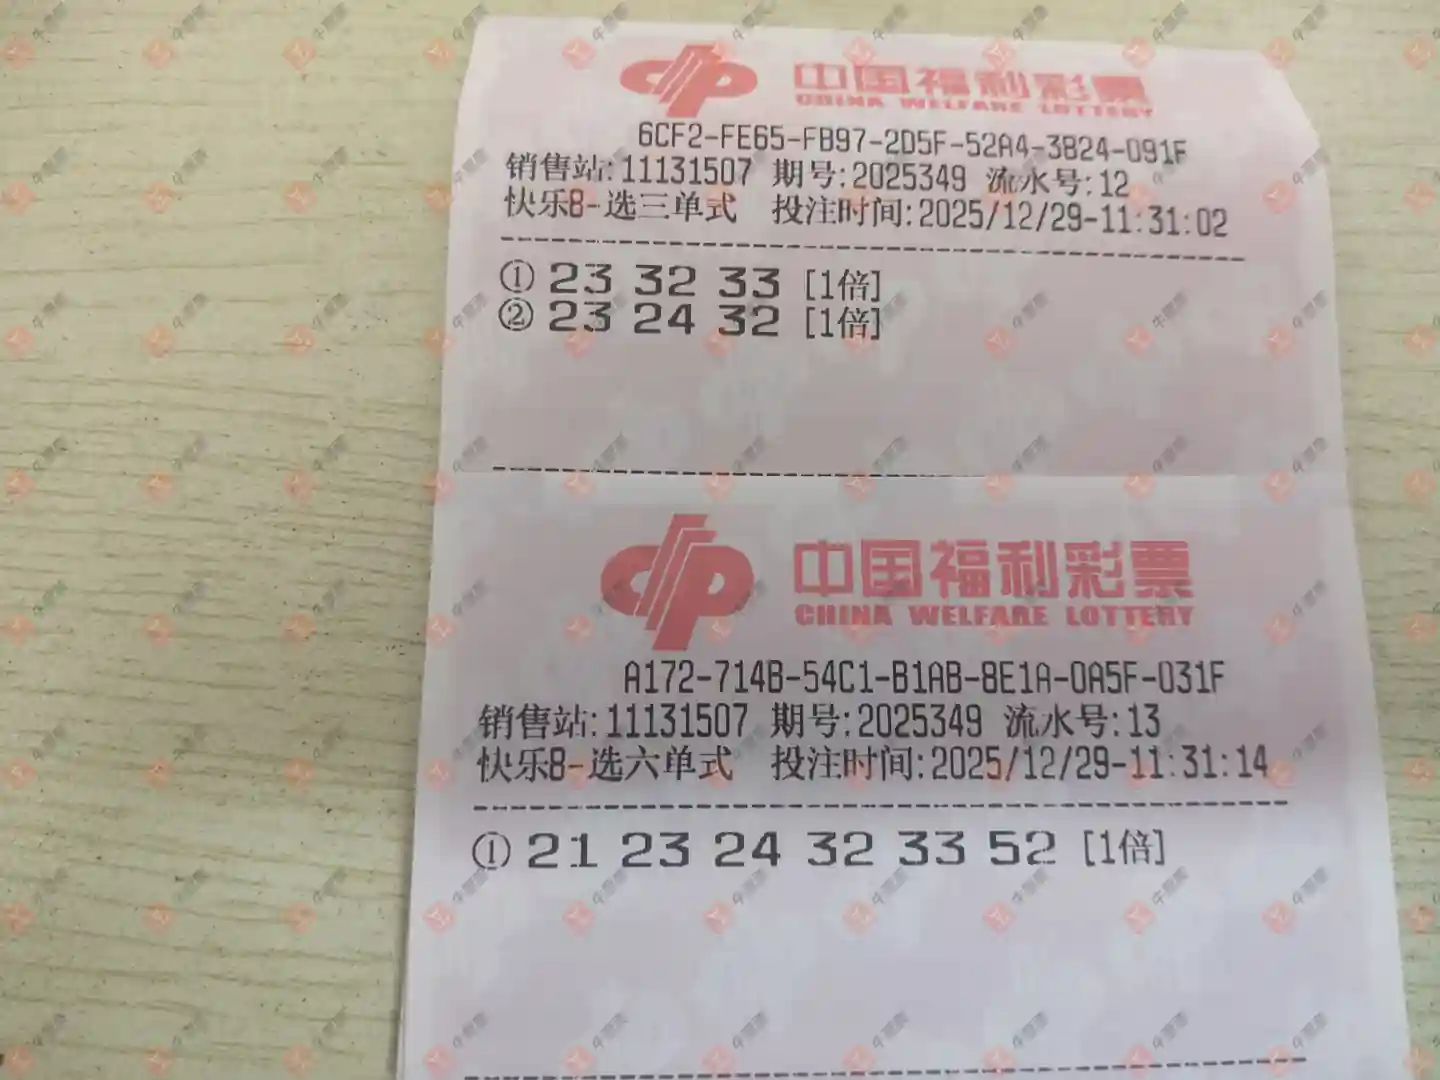 中国福利彩票
CHINA WELFARE LOTTERY
6CF2-FE65-FB97-2D5F-52A4-3B24-091F
销售站:11131507 期号:2025349 流水号:12
快乐8-选三单式 投注时间:2025/12/29-11:31:02
① 23 32 33 [1倍]
② 23 24 32 [1倍]
中国福利彩票
CHINA WELFARE LOTTERY
A172-714B-54C1-B1AB-8E1A-0A5F-031F
销售站:11131507 期号:2025349 流水号:13
快乐8-选六单式 投注时间:2025/12/29-11:31:14
① 21 23 24 32 33 52 [1倍]